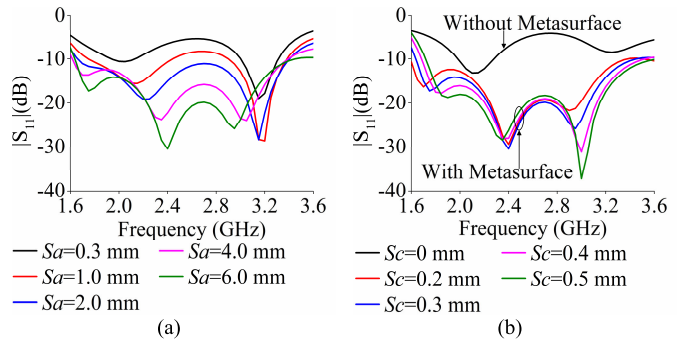 0
-10
-20
-30
-40
|S11|(dB)
1.6 2.0 2.4 2.8 3.2 3.6
Frequency (GHz)
Sa=0.3 mm
Sa=4.0 mm
Sa=1.0 mm
Sa=6.0 mm
Sa=2.0 mm
(a)
0
-10
-20
-30
-40
|S11|(dB)
Without Metasurface
With Metasurface
1.6 2.0 2.4 2.8 3.2 3.6
Frequency (GHz)
Sc=0 mm
Sc=0.4 mm
Sc=0.2 mm
Sc=0.5 mm
Sc=0.3 mm
(b)